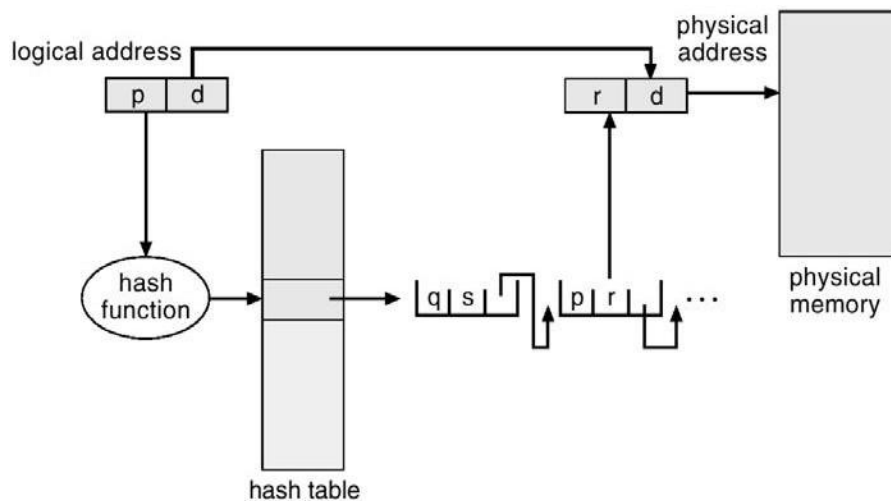 logical address
p d
physical
address
r d
hash
function
q s
p r ...
physical
memory
hash table